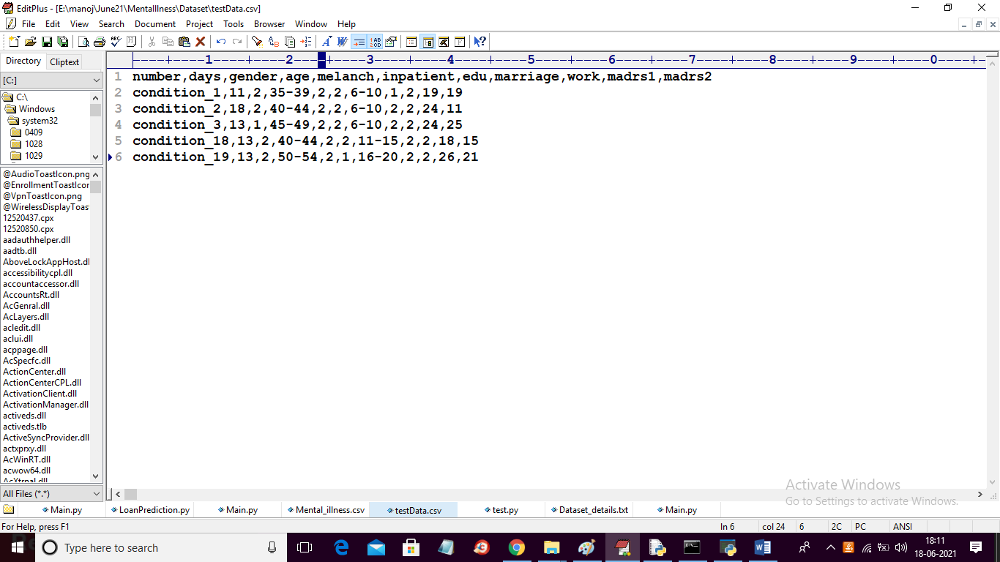 EditPlus - [E:\manoj\June21\MentalIllness\Dataset\testData.csv]
File Edit View Search Document Project Tools Browser Window Help
Directory Cliptext
[C:]
C:\
Windows
system32
0409
1028
1029
@AudioToastIcon.png
@EnrollmentToastIcor
@VpnToastIcon.png
@WirelessDisplayToas
12520437.cpx
12520850.cpx
aadauthhelper.dll
aadtb.dll
AboveLockAppHost.dl
accessibilitycpl.dll
accountaccessor.dll
AccountsRt.dll
AcGenral.dll
AcLayers.dll
acledit.dll
aclui.dll
acppage.dll
AcSpecfc.dll
ActionCenter.dll
ActionCenterCPL.dll
ActivationClient.dll
ActivationManager.dll
activeds.dll
activeds.tlb
ActiveSyncProvider.dll
actxprxy.dll
AcWinRT.dll
acwow64.dll
AcXtrnal.dll
All Files (*.*)
----+----1----+----2----+----3----+----4----+----5----+----6----+----7----+----8----+----9----+----0----+-
1 number,days,gender,age,melanch,inpatient,edu,marriage,work,madrs1,madrs2
2 condition_1,11,2,35-39,2,2,6-10,1,2,19,19
3 condition_2,18,2,40-44,2,2,6-10,2,2,24,11
4 condition_3,13,1,45-49,2,2,6-10,2,2,24,25
5 condition_18,13,2,40-44,2,2,11-15,2,2,18,15
6 condition_19,13,2,50-54,2,1,16-20,2,2,26,21
Activate Windows
Go to Settings to activate Windows.
Main.py LoanPrediction.py Main.py Mental_illness.csv testData.csv test.py Dataset_details.txt Main.py
For Help, press F1 ln 6 col 24 6 2C PC ANSI
Type here to search
18:11
18-06-2021